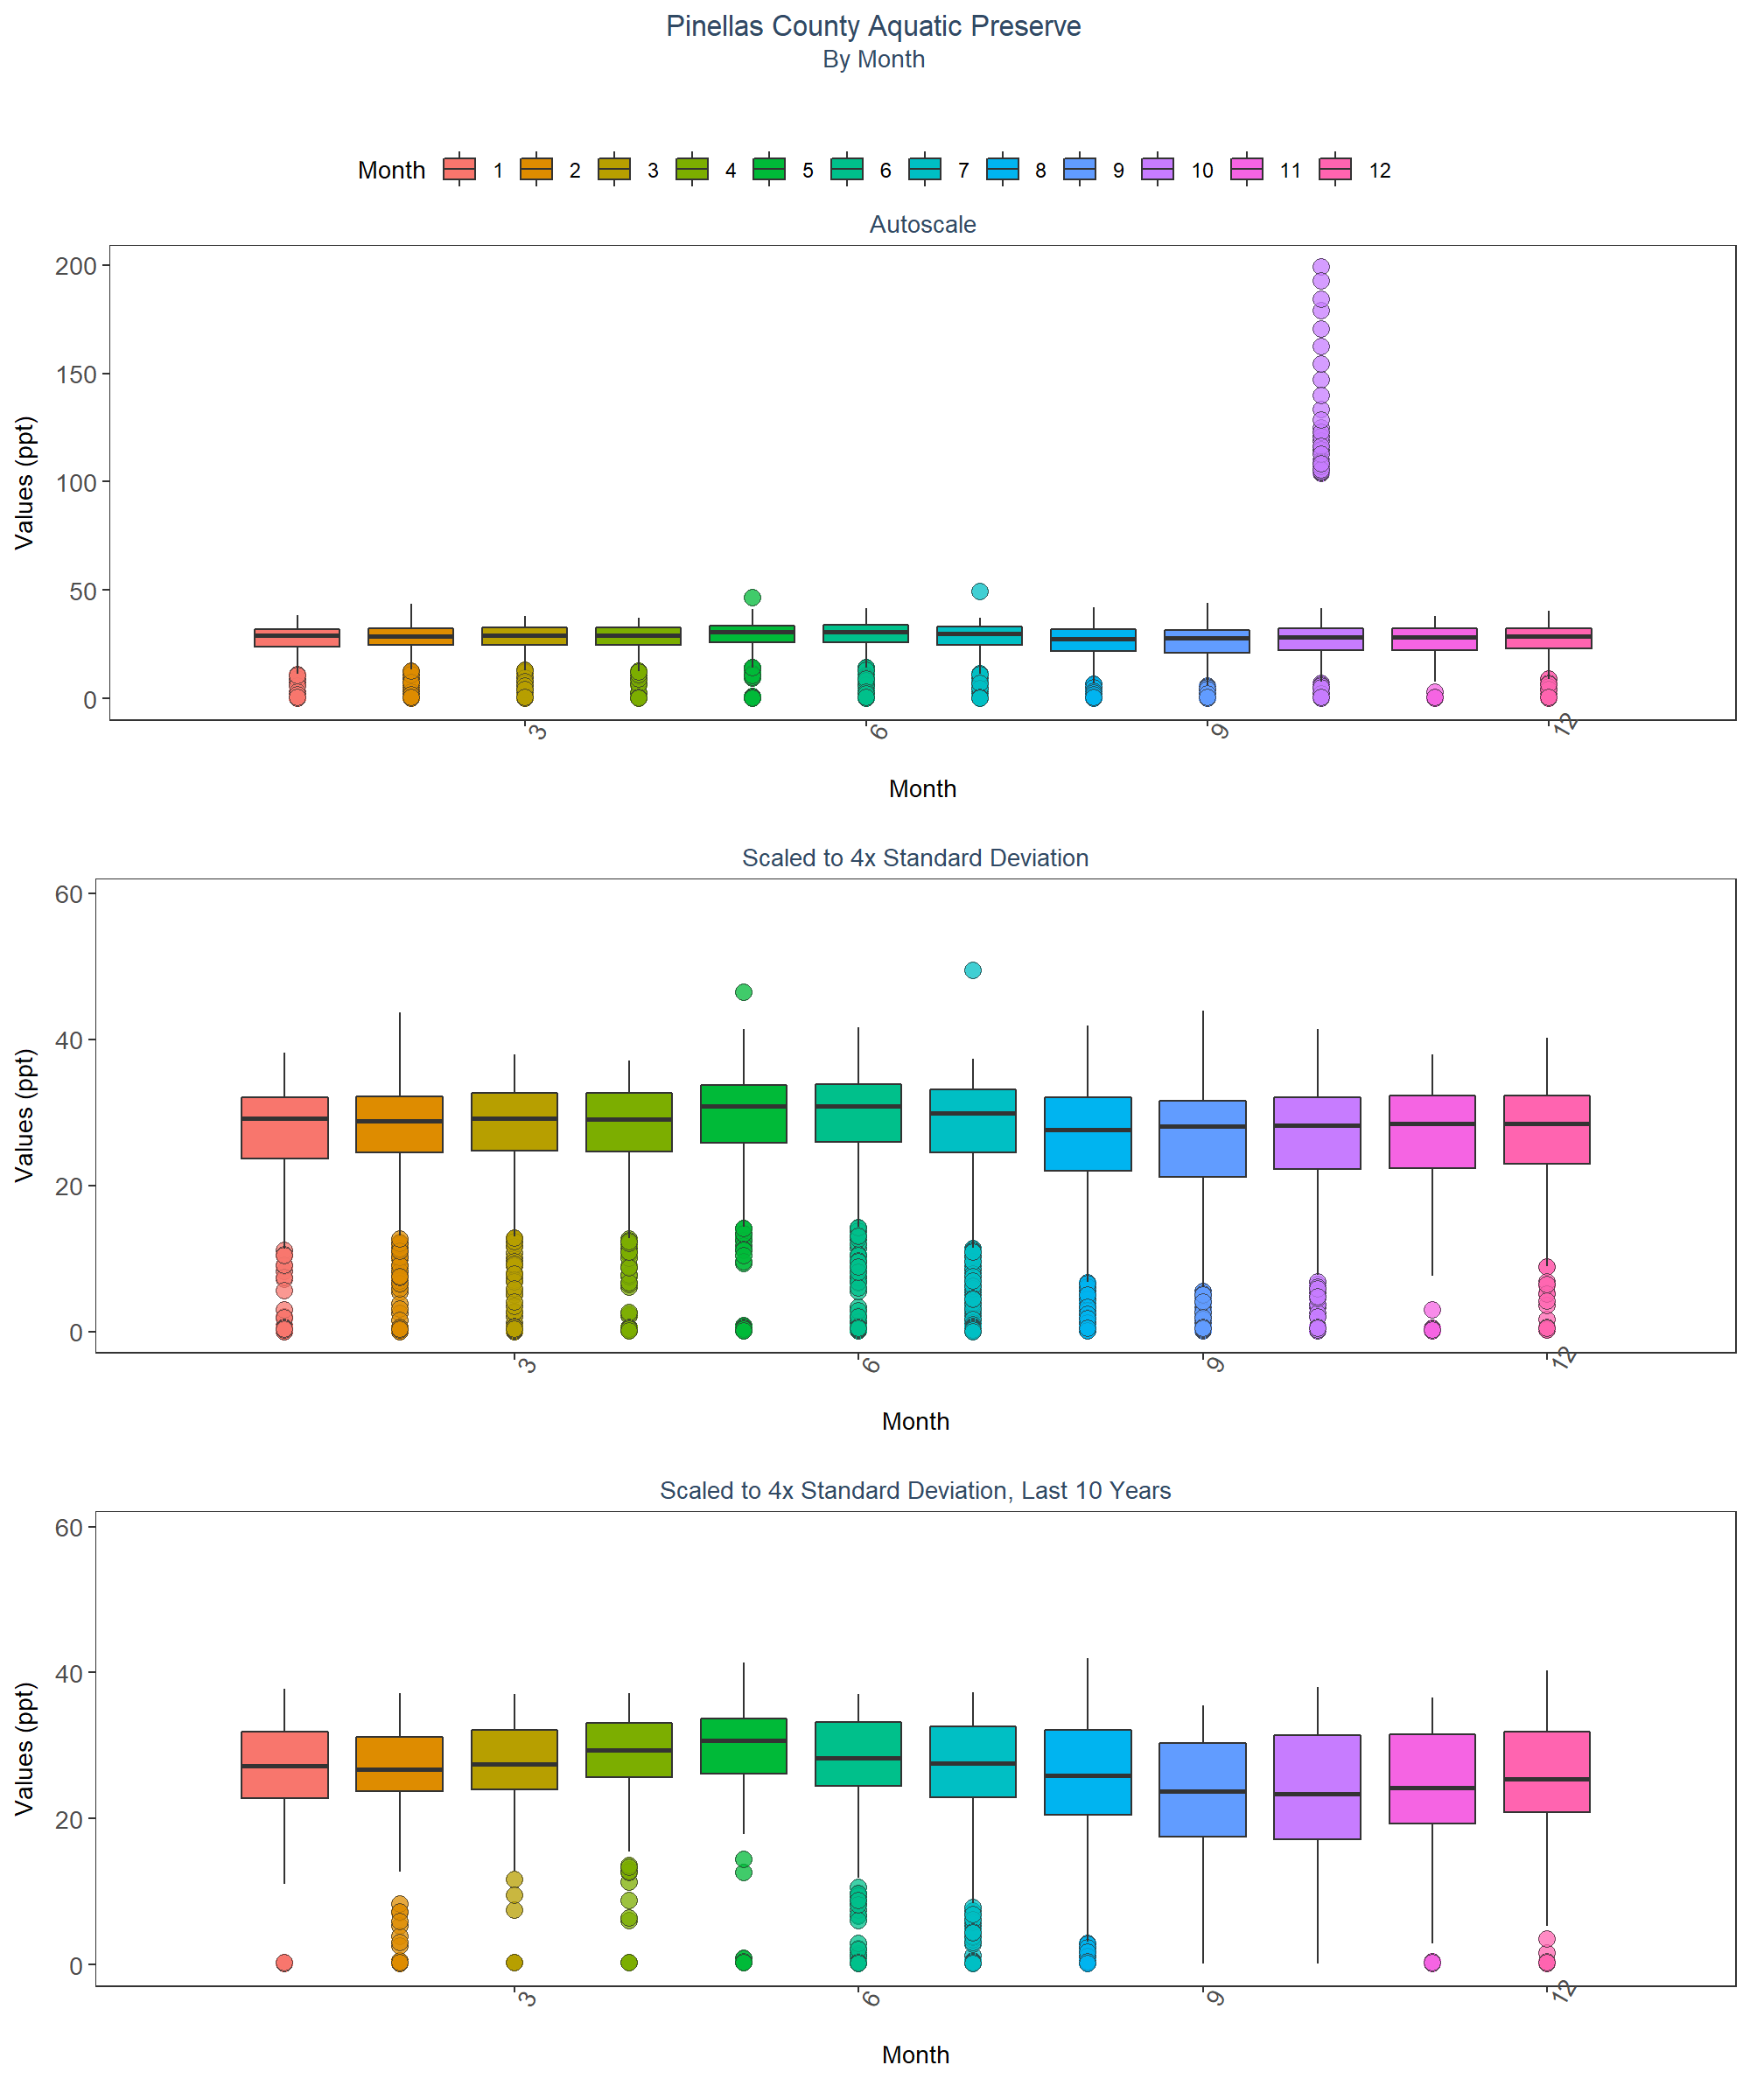 Pinellas County Aquatic Preserve
By Month
Month 1 2 3 4 5 6 7 8 9 10 11 12
Autoscale
200
150
100
50
0
Values (ppt)
3 6 9 12
Month
Scaled to 4x Standard Deviation
60
40
20
0
Values (ppt)
3 6 9 12
Month
Scaled to 4x Standard Deviation, Last 10 Years
60
40
20
0
Values (ppt)
3 6 9 12
Month